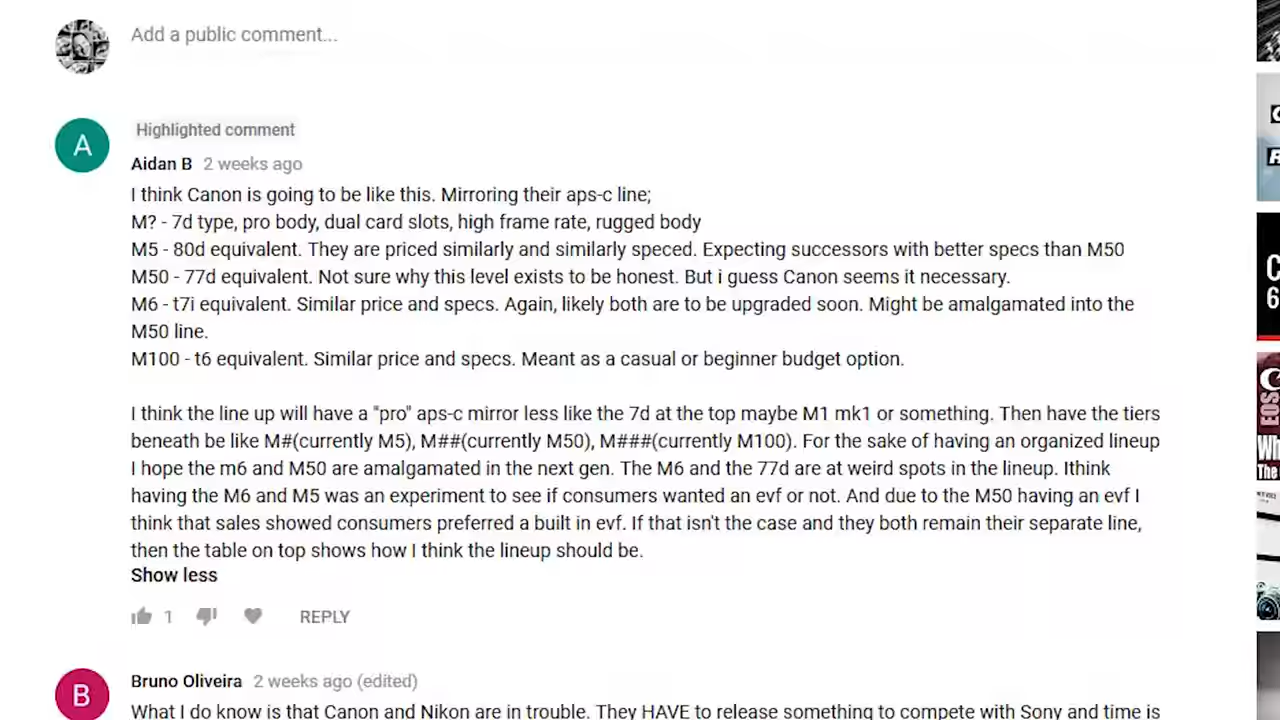 Add a public comment...
A
Highlighted comment
Aidan B 2 weeks ago
I think Canon is going to be like this. Mirroring their aps-c line;
M? - 7d type, pro body, dual card slots, high frame rate, rugged body
M5 - 80d equivalent. They are priced similarly and similarly speced. Expecting successors with better specs than M50
M50 - 77d equivalent. Not sure why this level exists to be honest. But i guess Canon seems it necessary.
M6 - t7i equivalent. Similar price and specs. Again, likely both are to be upgraded soon. Might be amalgamated into the
M50 line.
M100 - t6 equivalent. Similar price and specs. Meant as a casual or beginner budget option.
I think the line up will have a "pro" aps-c mirror less like the 7d at the top maybe M1 mk1 or something. Then have the tiers
beneath be like M#(currently M5), M##(currently M50), M###(currently M100). For the sake of having an organized lineup
I hope the m6 and M50 are amalgamated in the next gen. The M6 and the 77d are at weird spots in the lineup. Ithink
having the M6 and M5 was an experiment to see if consumers wanted an evf or not. And due to the M50 having an evf I
think that sales showed consumers preferred a built in evf. If that isn't the case and they both remain their separate line,
then the table on top shows how I think the lineup should be.
Show less
1 REPLY
B
Bruno Oliveira 2 weeks ago (edited)
What I do know is that Canon and Nikon are in trouble. They HAVE to release something to compete with Sony and time is
EOS
The